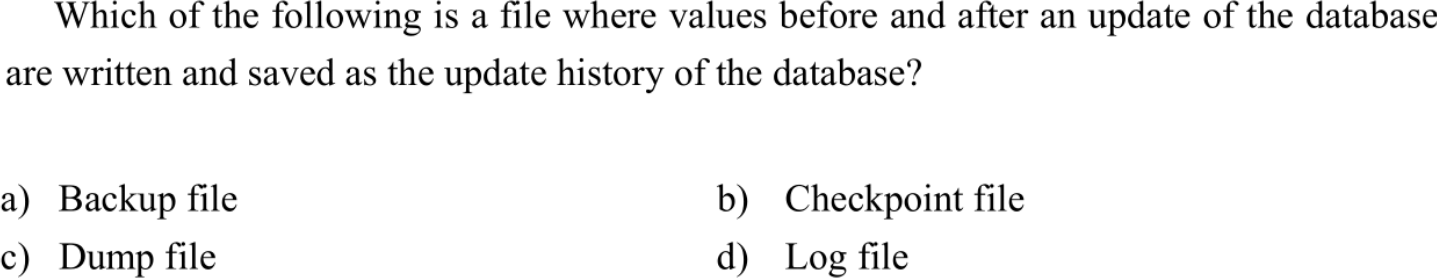 Which of the following is a file where values before and after an update of the database
are written and saved as the update history of the database?
a) Backup file b) Checkpoint file
c) Dump file d) Log file